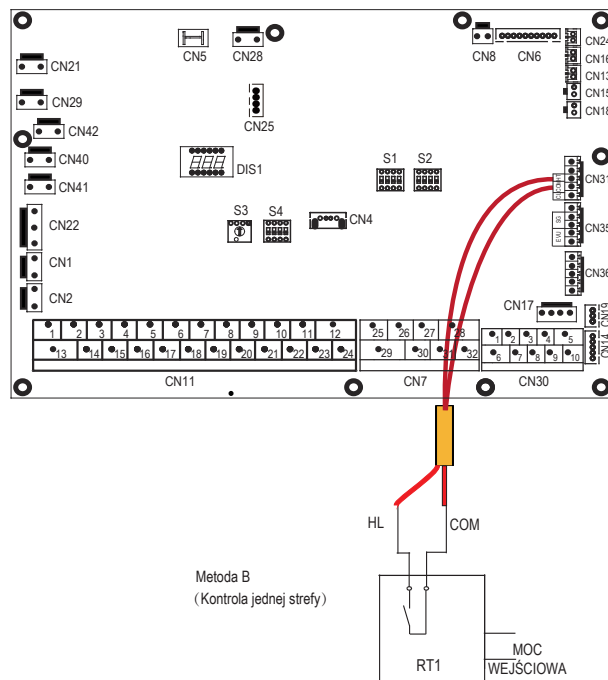 CN5
CN28
CN8
CN6
CN24
CN16
CN13
CN15
CN18
CN21
CN29
CN42
CN40
CN41
CN25
DIS1
S1
S2
CN31
S3
S4
CN4
CN22
CN1
CN2
SG
EVU
CN35
CN36
CN17
CN19
CN14
1 2 3 4 5 6 7 8 9 10 11 12
13 14 15 16 17 18 19 20 21 22 23 24
CN11
25 26 27 28
29 30 31 32
CN7
1 2 3 4 5
6 7 8 9 10
CN30
HL
COM
Metoda B
(Kontrola jednej strefy)
RT1
MOC
WEJŚCIOWA